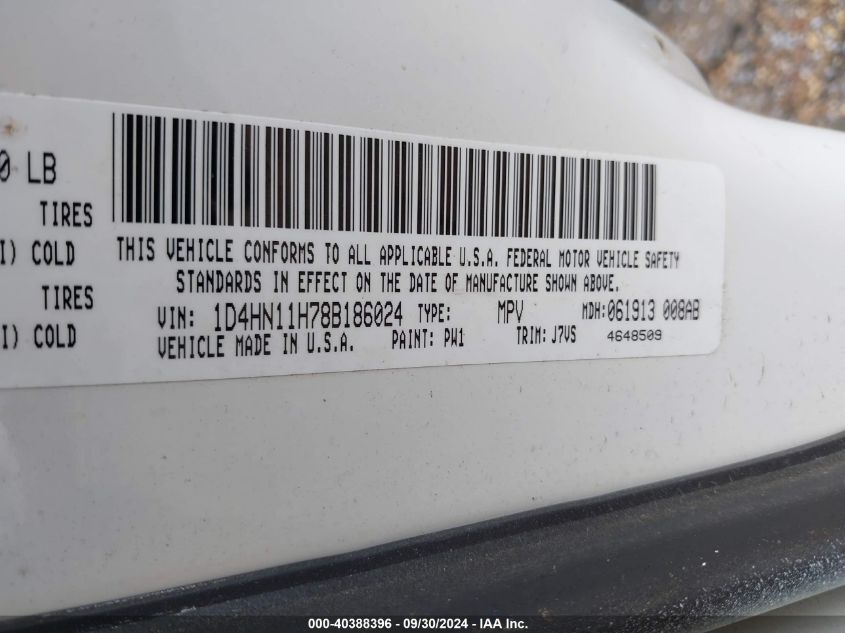 0 LB
TIRES
I) COLD
TIRES
I) COLD
THIS VEHICLE CONFORMS TO ALL APPLICABLE U.S.A. FEDERAL MOTOR VEHICLE SAFETY
STANDARDS IN EFFECT ON THE DATE OF MANUFACTURE SHOWN ABOVE.
VIN: 1D4HN11H78B186024 TYPE: MPV MDH: 061913 008AB
VEHICLE MADE IN U.S.A. PAINT: PW1 TRIM: J7VS 4648509
000-40388396 - 09/30/2024 - IAA Inc.